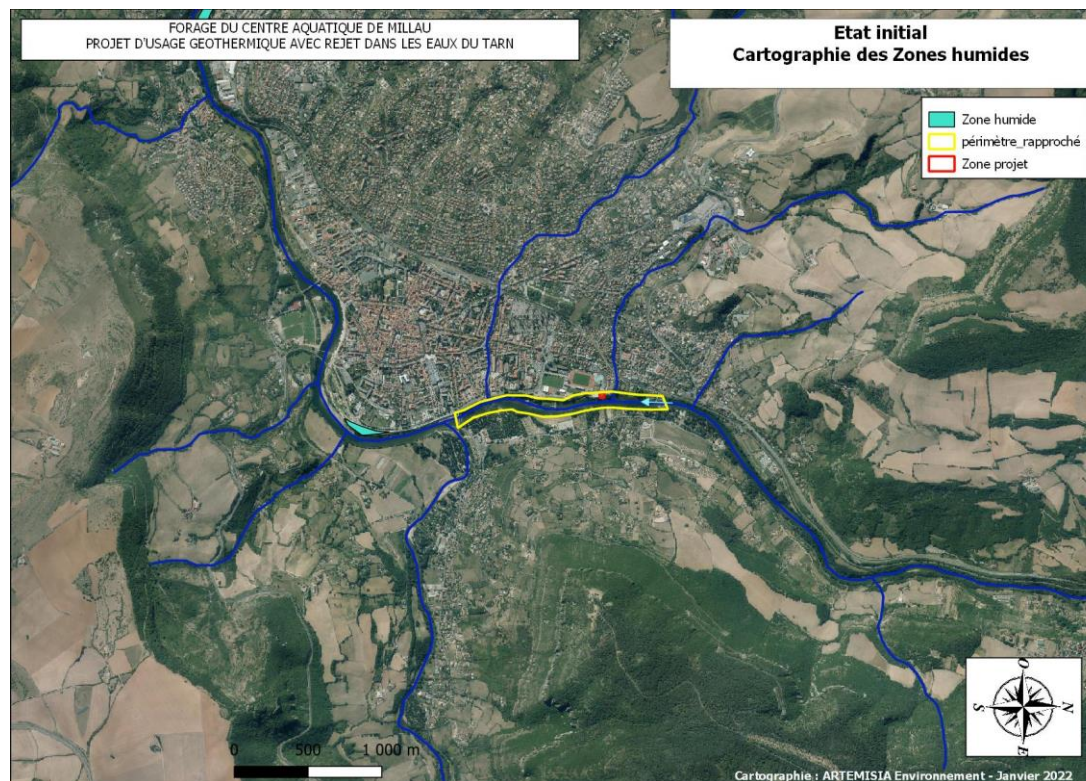 FORAGE DU CENTRE AQUATIQUE DE MILLAU
PROJET D'USAGE GEOTHERMIQUE AVEC REJET DANS LES EAUX DU TARN
Etat initial
Cartographie des Zones humides
Zone humide
périmètre_rapproché
Zone projet
O
S
N
E
0 500 1 000 m
Cartographie : ARTEMISIA Environnement - Janvier 2022